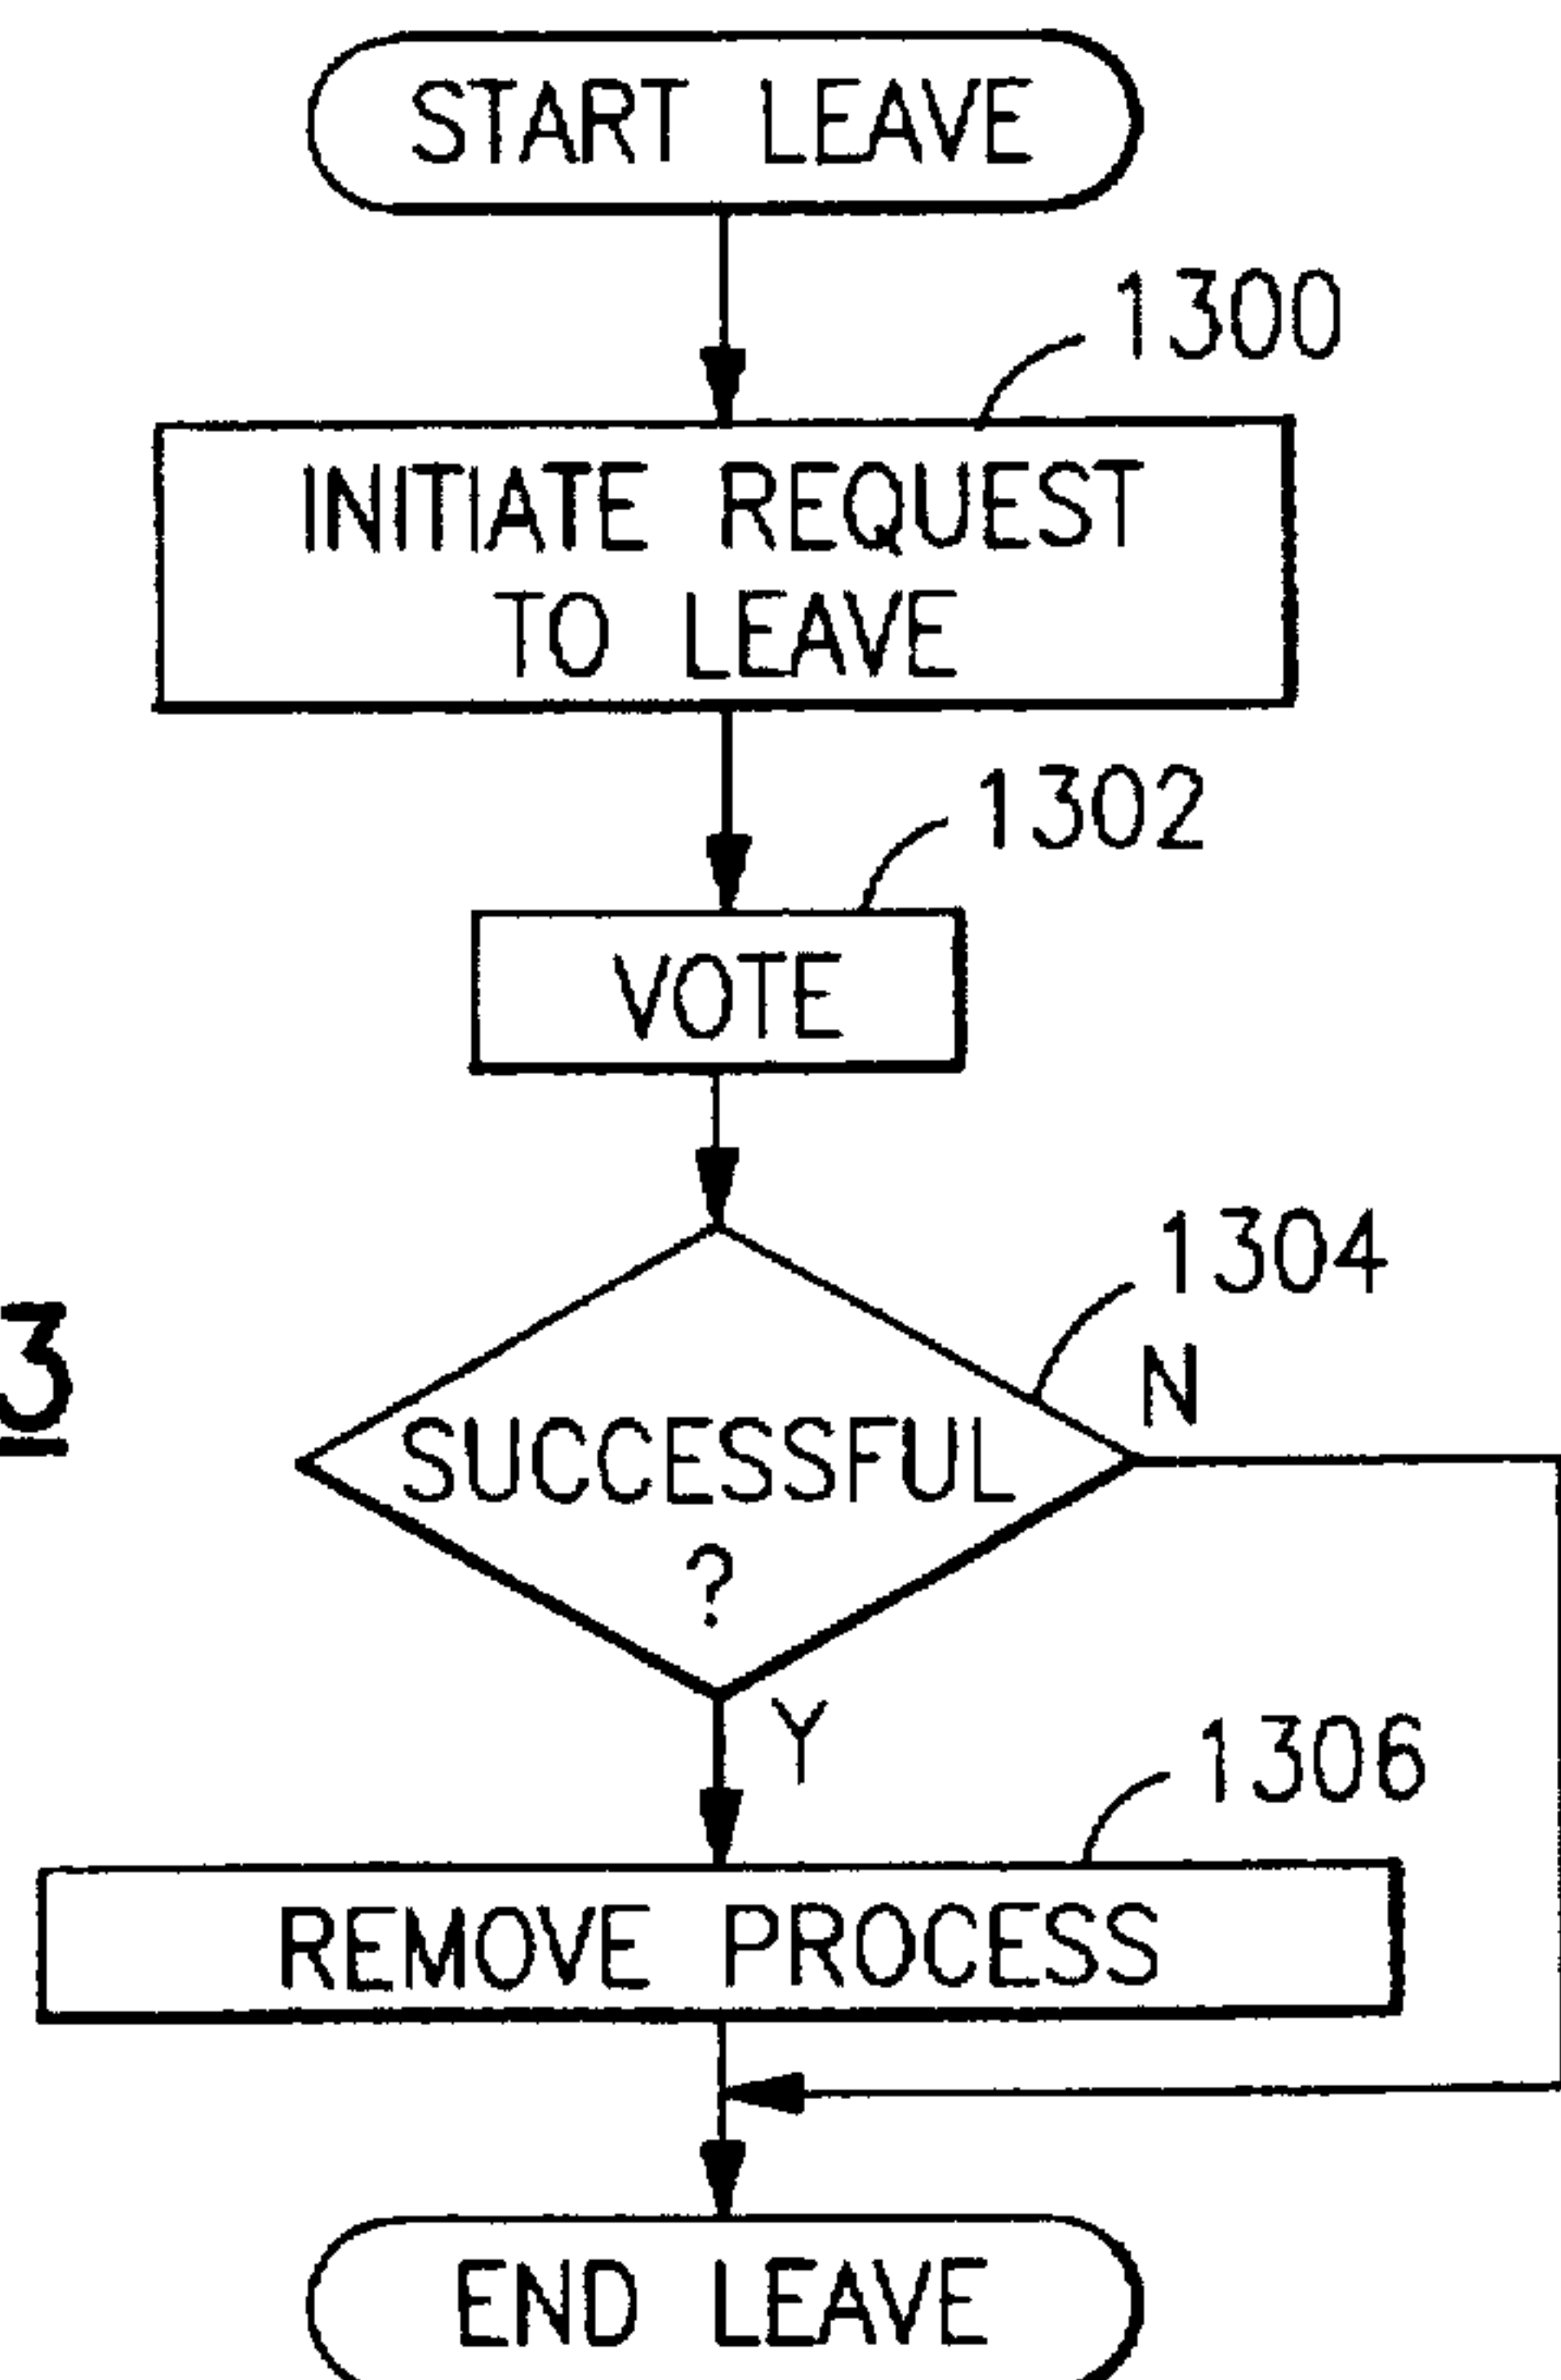 START LEAVE
1300
INITIATE REQUEST
TO LEAVE
1302
VOTE
1304
N
SUCCESSFUL
?
3
Y
1306
REMOVE PROCESS
END LEAVE